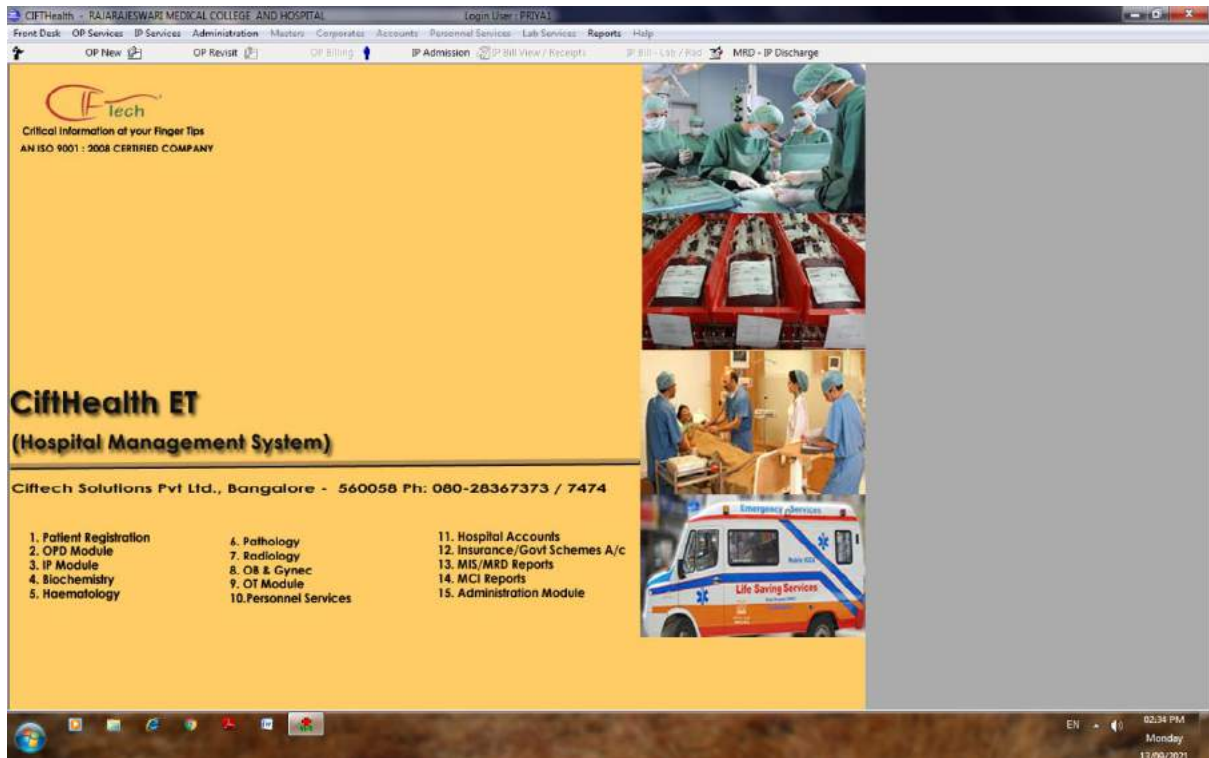 CIFTHealth - RAJARAJESWARI MEDICAL COLLEGE AND HOSPITAL Login User : PRIYA1
Front Desk OP Services IP Services Administration Masters Corporates Accounts Personnel Services Lab Services Reports Help
OP New OP Revisit OP Billing IP Admission IP Bill View / Receipts IP Bill - Lab / Rad MRD - IP Discharge
CIFTech
Critical Information at your Finger Tips
AN ISO 9001 : 2008 CERTIFIED COMPANY
CiftHealth ET
(Hospital Management System)
Ciftech Solutions Pvt Ltd., Bangalore - 560058 Ph: 080-28367373 / 7474
1. Patient Registration
2. OPD Module
3. IP Module
4. Biochemistry
5. Haematology
6. Pathology
7. Radiology
8. OB & Gynec
9. OT Module
10.Personnel Services
11. Hospital Accounts
12. Insurance/Govt Schemes A/c
13. MIS/MRD Reports
14. MCI Reports
15. Administration Module
Emergency Services
Life Saving Services
EN
02:34 PM
Monday